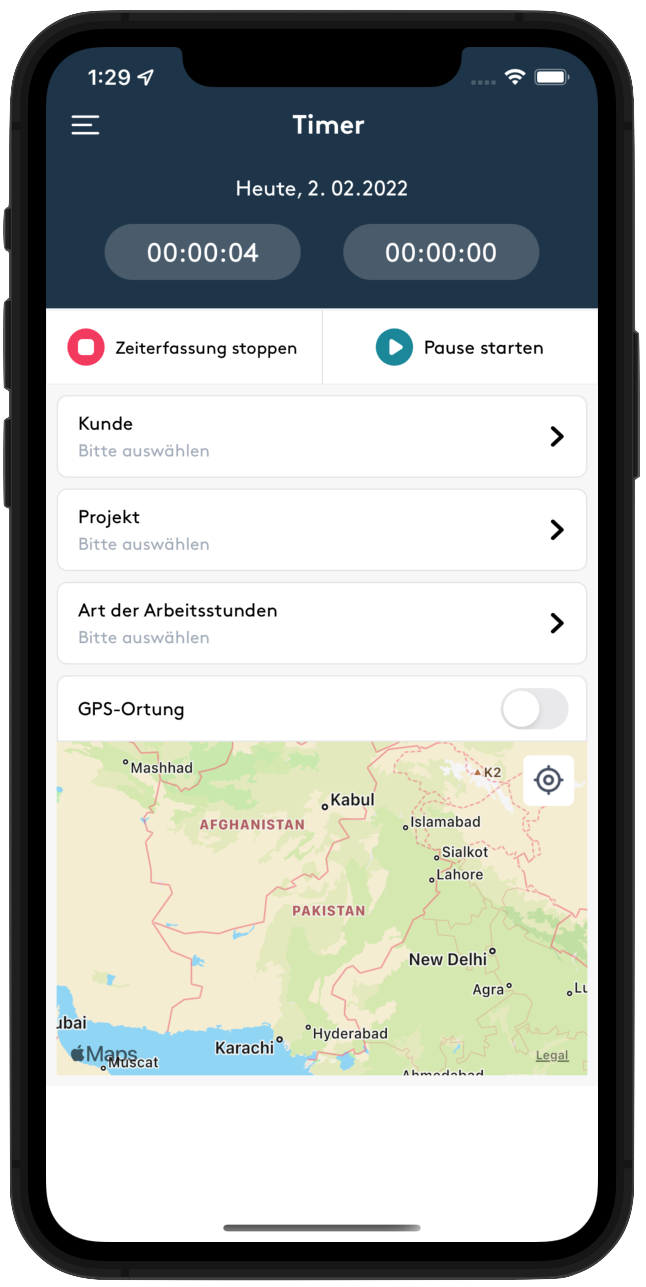 1:29
Timer
Heute, 2. 02.2022
00:00:04 00:00:00
Zeiterfassung stoppen Pause starten
Kunde
Bitte auswählen
Projekt
Bitte auswählen
Art der Arbeitsstunden
Bitte auswählen
GPS-Ortung
Mashhad
K2
Kabul
AFGHANISTAN
Islamabad
Sialkot
Lahore
PAKISTAN
New Delhi
Agra
Lu
ubai
Hyderabad
Karachi
Maps
Muscat
Legal
Ahmedabad